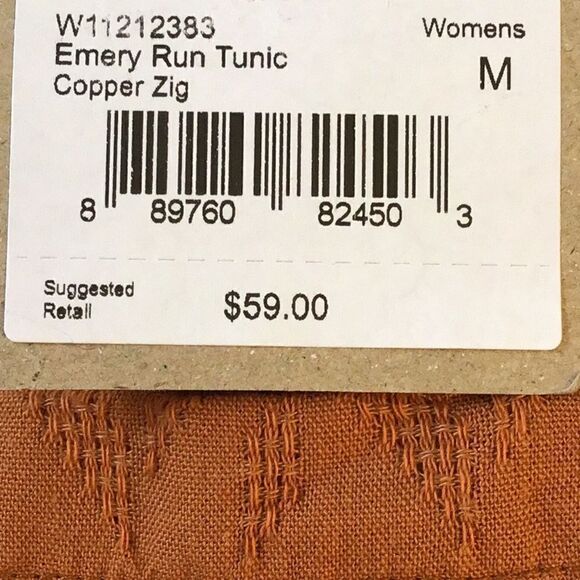 W11212383 Womens
Emery Run Tunic M
Copper Zig
8 89760 82450 3
Suggested
Retail $59.00